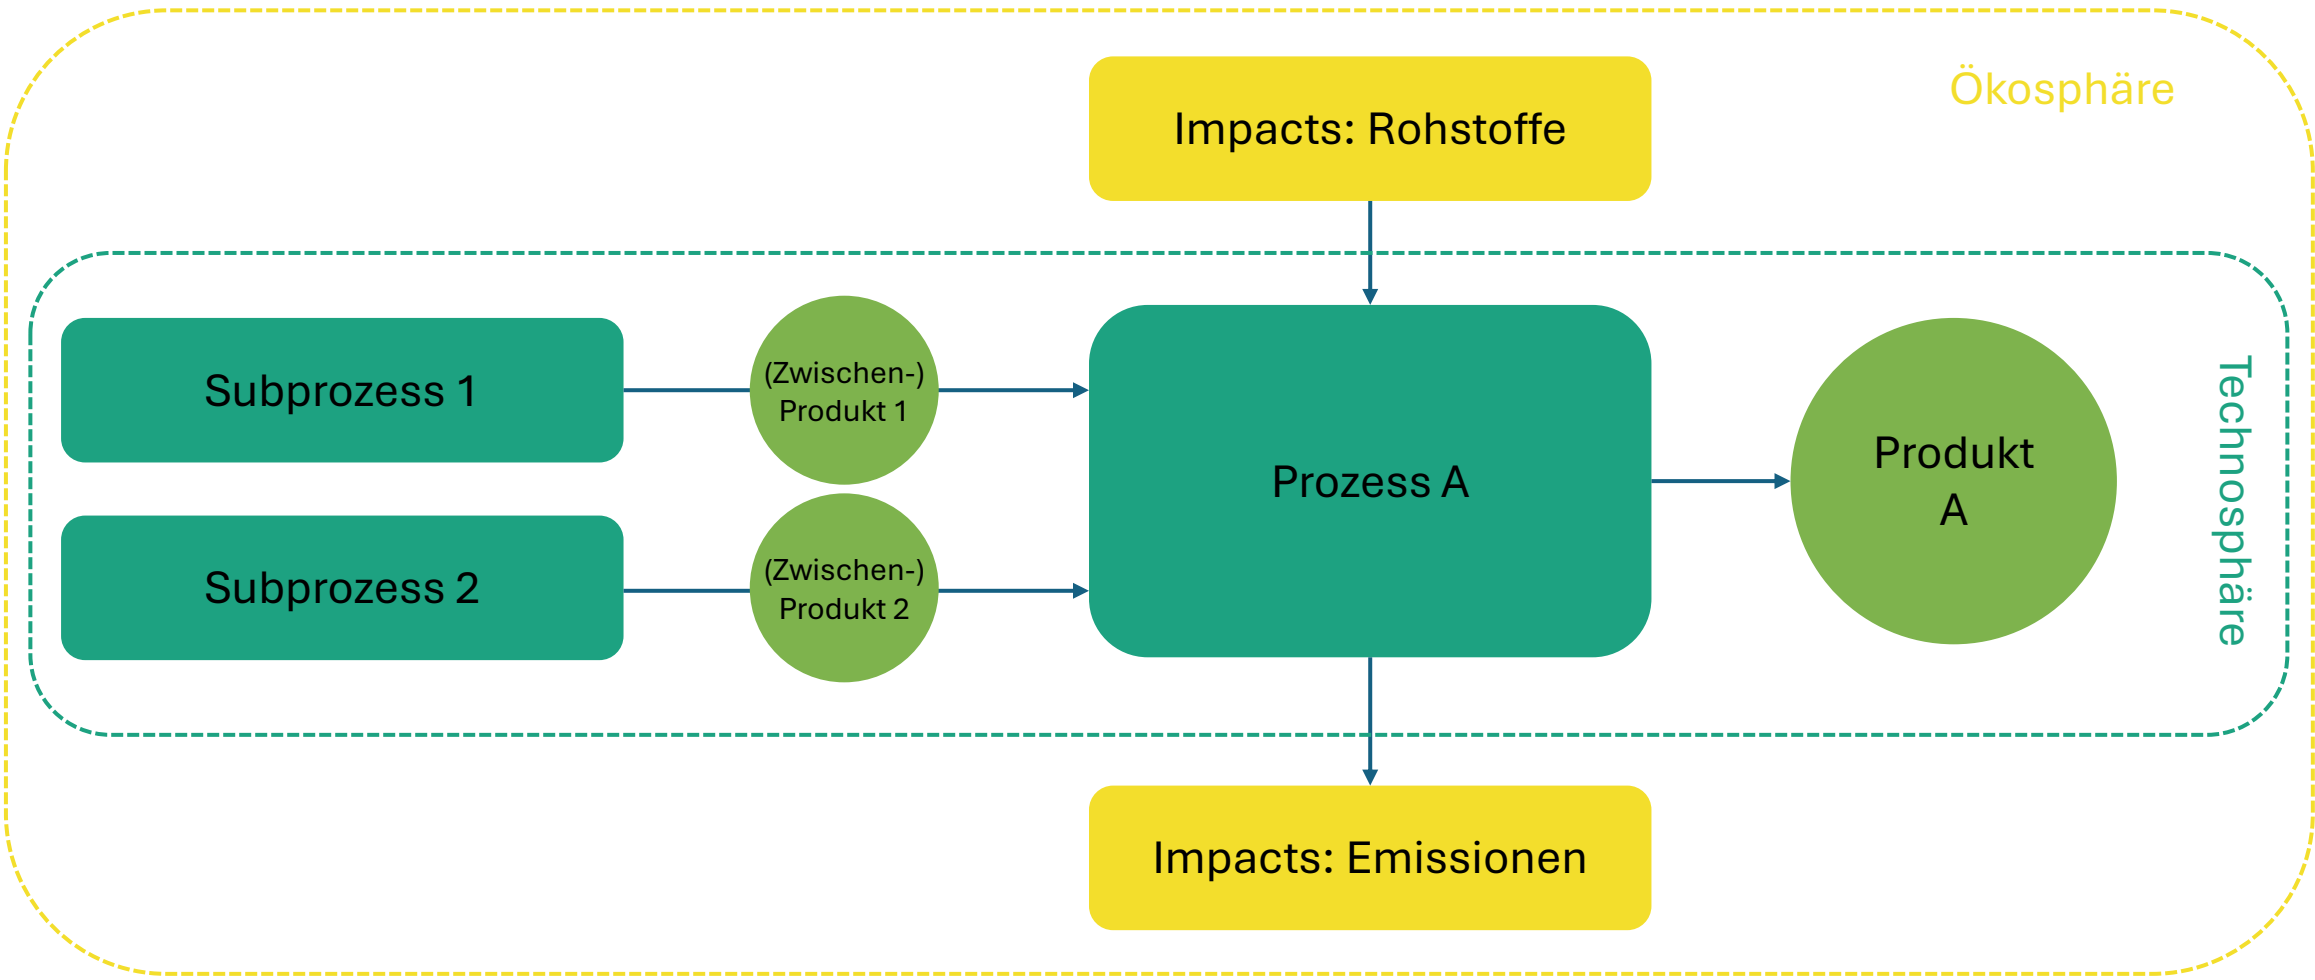 Ökosphäre
Impacts: Rohstoffe
Subprozess 1
(Zwischen-)
Produkt 1
Subprozess 2
(Zwischen-)
Produkt 2
Prozess A
Produkt
A
Technosphäre
Impacts: Emissionen